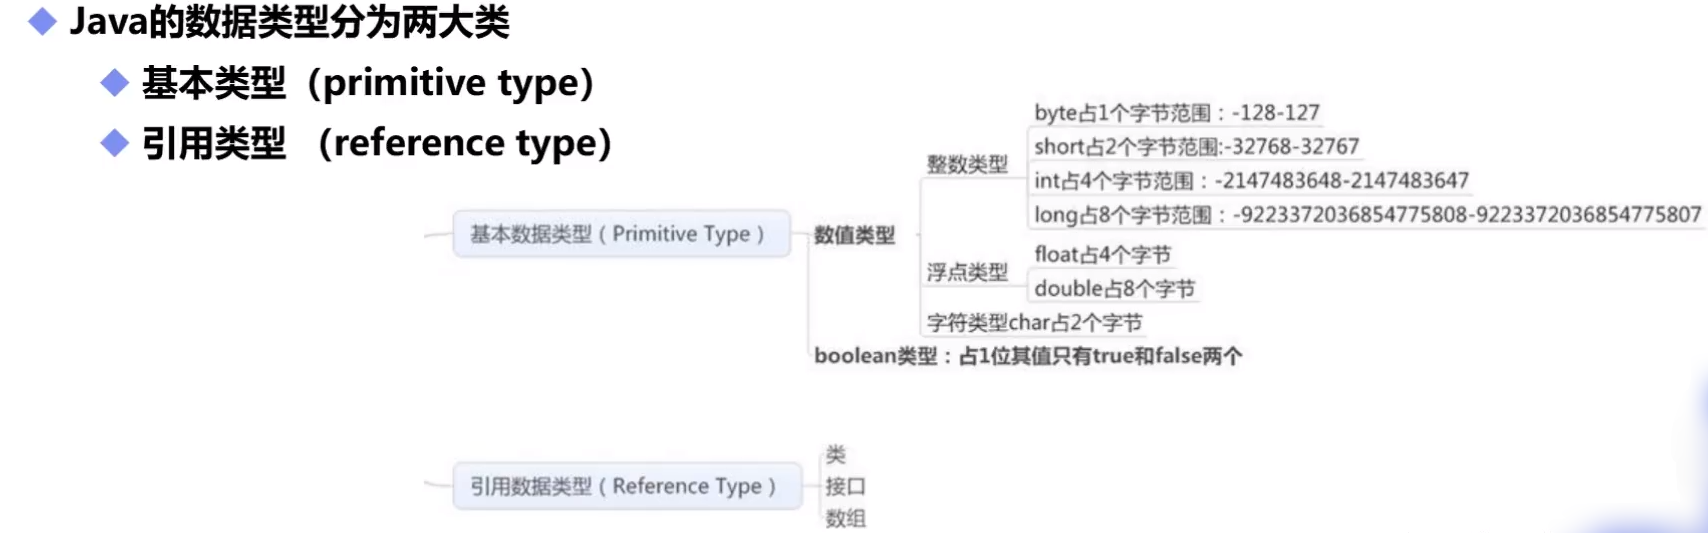 Java的数据类型分为两大类
基本类型（primitive type）
引用类型 （reference type）
基本数据类型（Primitive Type）
数值类型
整数类型
byte占1个字节范围：-128-127
short占2个字节范围:-32768-32767
int占4个字节范围：-2147483648-2147483647
long占8个字节范围：-9223372036854775808-9223372036854775807
浮点类型
float占4个字节
double占8个字节
字符类型char占2个字节
boolean类型：占1位其值只有true和false两个
引用数据类型（Reference Type）
类
接口
数组